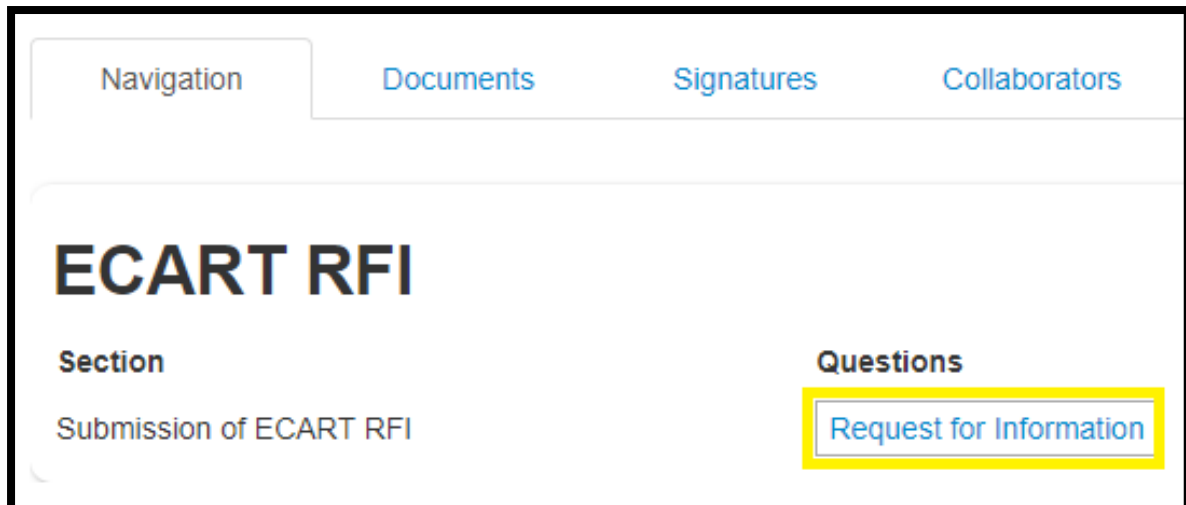 Navigation Documents Signatures Collaborators
ECART RFI
Section Questions
Submission of ECART RFI Request for Information